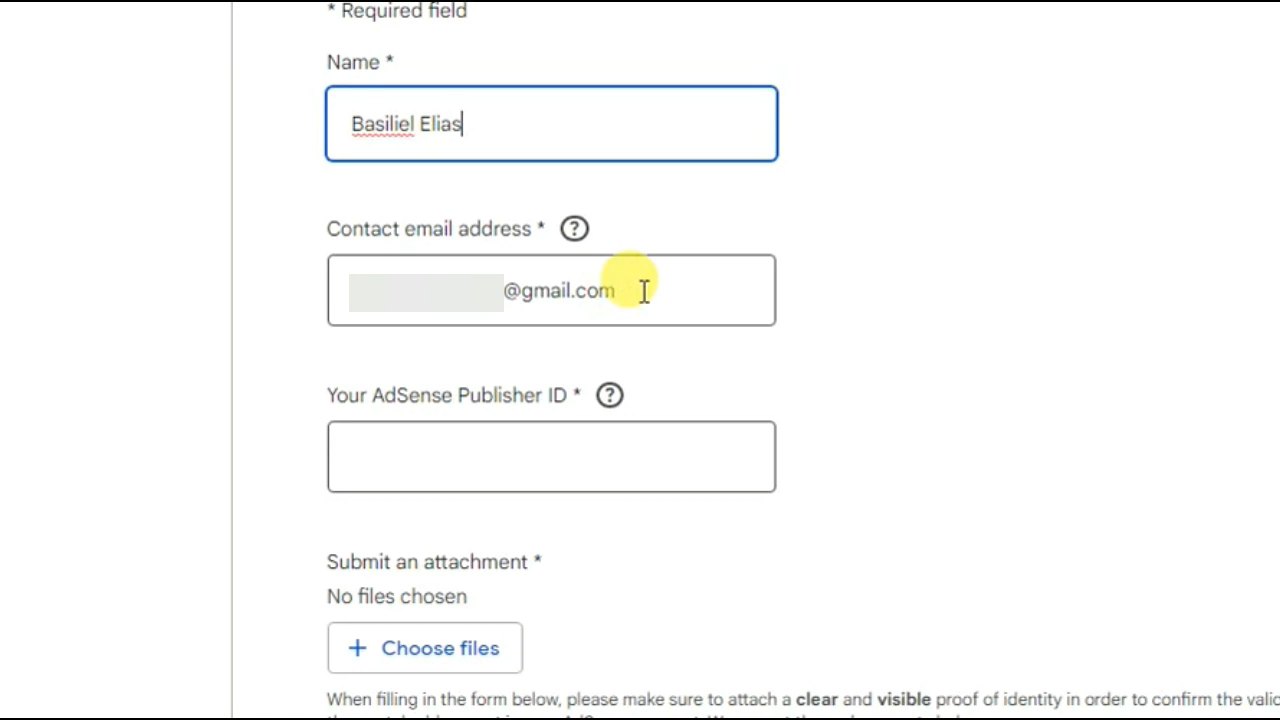 * Required field
Name *
Basiliel Elias
Contact email address * ?
@gmail.com
Your AdSense Publisher ID * ?
Submit an attachment *
No files chosen
+ Choose files
When filling in the form below, please make sure to attach a clear and visible proof of identity in order to confirm the